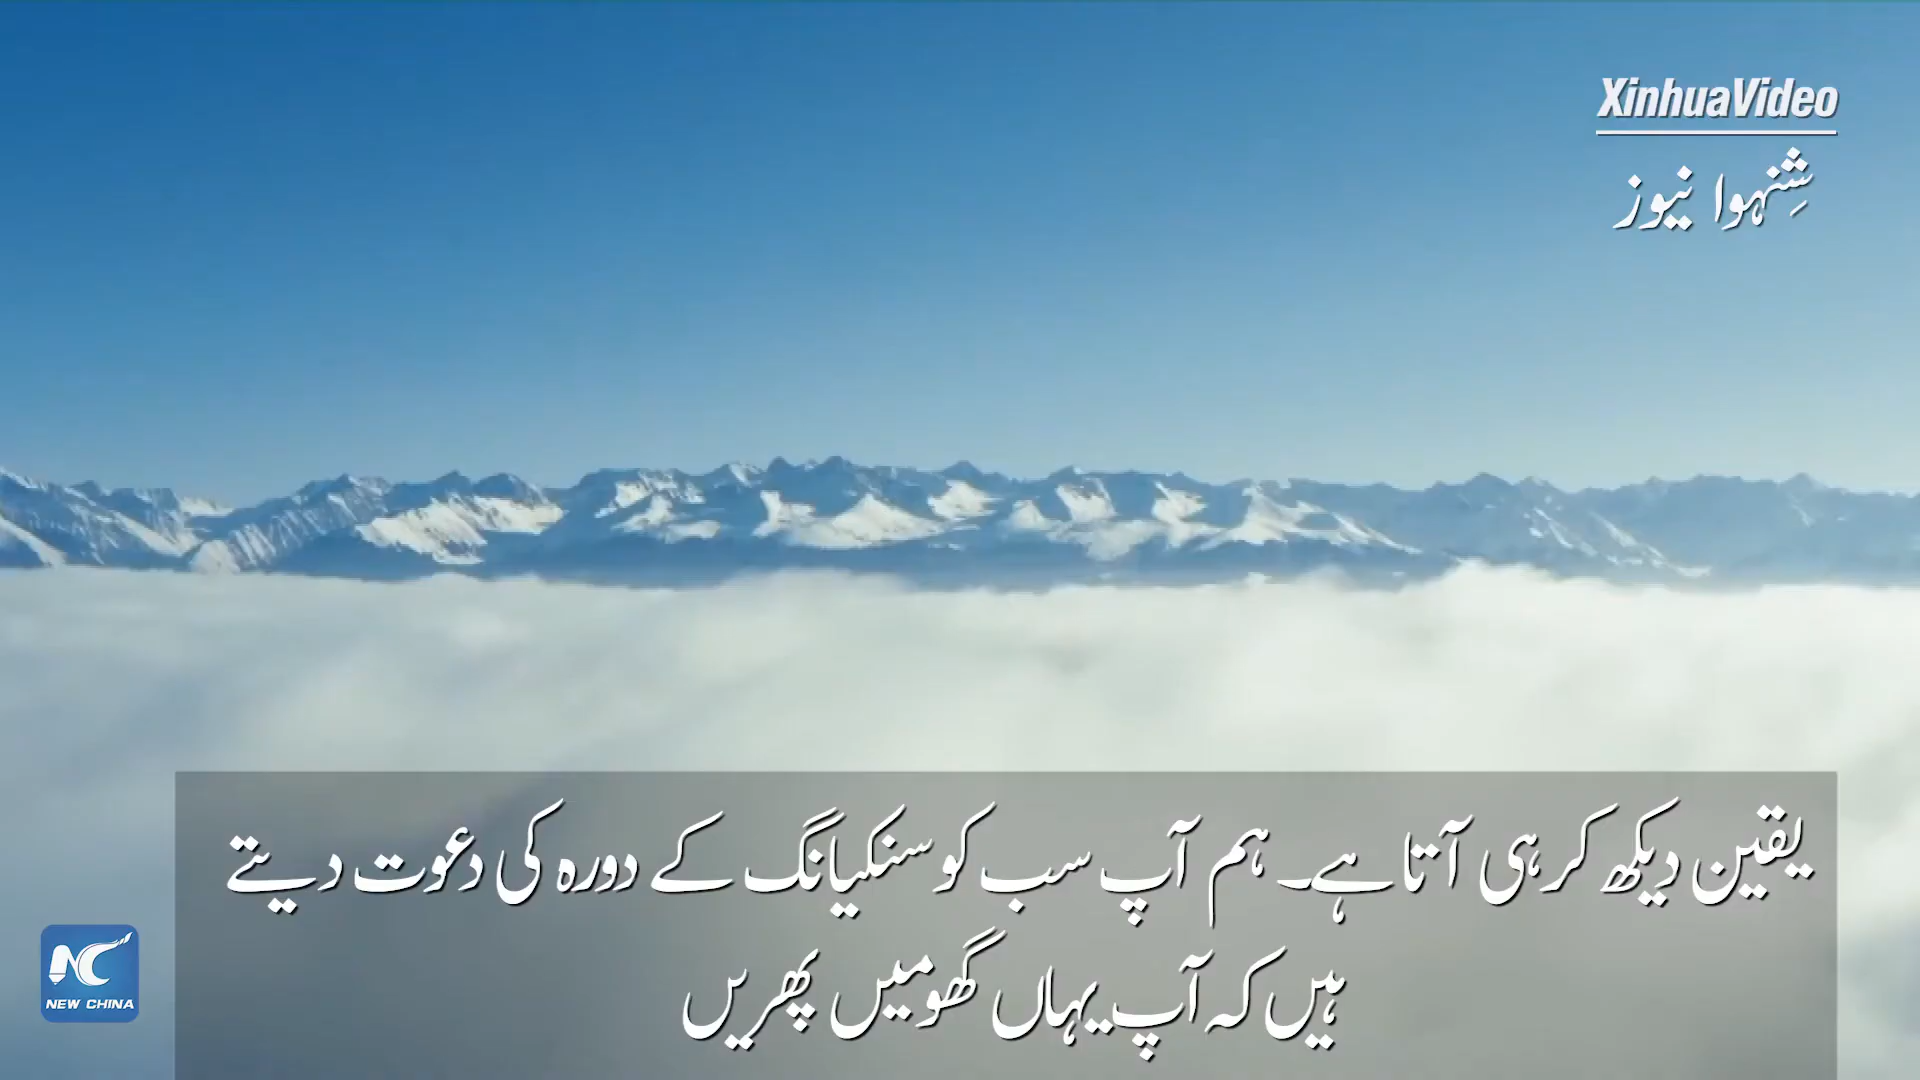 XinhuaVideo
شِنہوا نیوز
یقین دیکھ کر ہی آتا ہے۔ ہم آپ سب کو سنکیانگ کے دورہ کی دعوت دیتے
ہیں کہ آپ یہاں گھومیں پھریں
NC
NEW CHINA